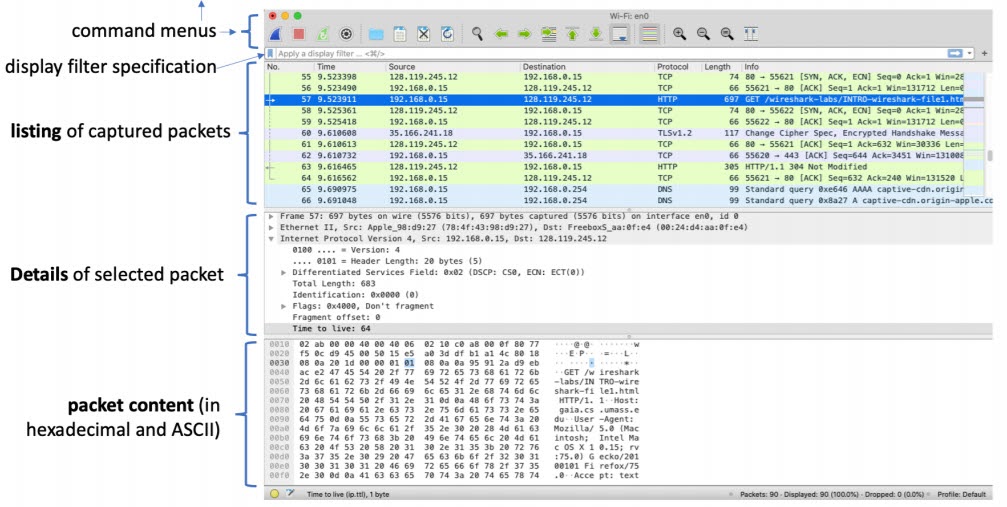 Wi-Fi: en0
command menus
Apply a display filter ... <⌘/>
display filter specification
No. Time Source Destination Protocol Length Info
55 9.523398 128.119.245.12 192.168.0.15 TCP 74 80 → 55621 [SYN, ACK, ECN] Seq=0 Ack=1 Win=28
56 9.523490 192.168.0.15 128.119.245.12 TCP 66 55621 → 80 [ACK] Seq=1 Ack=1 Win=131712 Len=0
57 9.523911 192.168.0.15 128.119.245.12 HTTP 697 GET /wireshark-labs/INTRO-wireshark-file1.htm
58 9.525361 128.119.245.12 192.168.0.15 TCP 74 80 → 55622 [SYN, ACK, ECN] Seq=0 Ack=1 Win=28
59 9.525418 192.168.0.15 128.119.245.12 TCP 66 55622 → 80 [ACK] Seq=1 Ack=1 Win=131712 Len=0
60 9.610608 35.166.241.18 192.168.0.15 TLSv1.2 117 Change Cipher Spec, Encrypted Handshake Messa
61 9.610613 128.119.245.12 192.168.0.15 TCP 66 80 → 55621 [ACK] Seq=1 Ack=632 Win=30336 Len=
62 9.610732 192.168.0.15 35.166.241.18 TCP 66 55620 → 443 [ACK] Seq=644 Ack=3451 Win=131008
63 9.616465 128.119.245.12 192.168.0.15 HTTP 305 HTTP/1.1 304 Not Modified
64 9.616562 192.168.0.15 128.119.245.12 TCP 66 55621 → 80 [ACK] Seq=632 Ack=240 Win=131520 L
65 9.690975 192.168.0.15 192.168.0.254 DNS 99 Standard query 0xe646 AAAA captive-cdn.origin
66 9.691048 192.168.0.15 192.168.0.254 DNS 99 Standard query 0x8a27 A captive-cdn.origin-apple.co
listing of captured packets
Frame 57: 697 bytes on wire (5576 bits), 697 bytes captured (5576 bits) on interface en0, id 0
Ethernet II, Src: Apple_98:d9:27 (78:4f:43:98:d9:27), Dst: FreeboxS_aa:0f:e4 (00:24:d4:aa:0f:e4)
Internet Protocol Version 4, Src: 192.168.0.15, Dst: 128.119.245.12
0100 .... = Version: 4
.... 0101 = Header Length: 20 bytes (5)
Differentiated Services Field: 0x02 (DSCP: CS0, ECN: ECT(0))
Total Length: 683
Identification: 0x0000 (0)
Flags: 0x4000, Don't fragment
Fragment offset: 0
Time to live: 64
Details of selected packet
0010 02 ab 00 00 40 00 40 06 02 10 c0 a8 00 0f 80 77 ····@·@· ·······w
0020 f5 0c d9 45 00 50 15 e5 a0 3d df b1 a1 4c 80 18 ···E·P·· ·=···L··
0030 08 0a 20 1d 00 00 01 01 08 0a 0a 95 91 2a d9 eb ·· ····· ·····*··
0040 ac e2 47 45 54 20 2f 77 69 72 65 73 68 61 72 6b ··GET /w ireshark
0050 2d 6c 61 62 73 2f 49 4e 54 52 4f 2d 77 69 72 65 -labs/IN TRO-wire
0060 73 68 61 72 6b 2d 66 69 6c 65 31 2e 68 74 6d 6c shark-fi le1.html
0070 20 48 54 54 50 2f 31 2e 31 0d 0a 48 6f 73 74 3a HTTP/1. 1··Host:
0080 20 67 61 69 61 2e 63 73 2e 75 6d 61 73 73 2e 65 gaia.cs .umass.e
0090 64 75 0d 0a 55 73 65 72 2d 41 67 65 6e 74 3a 20 du··User -Agent:
00a0 4d 6f 7a 69 6c 6c 61 2f 35 2e 30 20 28 4d 61 63 Mozilla/ 5.0 (Mac
00b0 69 6e 74 6f 73 68 3b 20 49 6e 74 65 6c 20 4d 61 intosh; Intel Ma
00c0 63 20 4f 53 20 58 20 31 30 2e 31 35 3b 20 72 76 c OS X 1 0.15; rv
00d0 3a 37 35 2e 30 29 20 47 65 63 6b 6f 2f 32 30 31 :75.0) G ecko/201
00e0 30 30 31 30 31 20 46 69 72 65 66 6f 78 2f 37 35 00101 Fi refox/75
00f0 2e 30 0d 0a 41 63 63 65 70 74 3a 20 74 65 78 74 .0··Acce pt: text
packet content (in
hexadecimal and ASCII)
Time to live (ip.ttl), 1 byte
Packets: 90 · Displayed: 90 (100.0%) · Dropped: 0 (0.0%)
Profile: Default